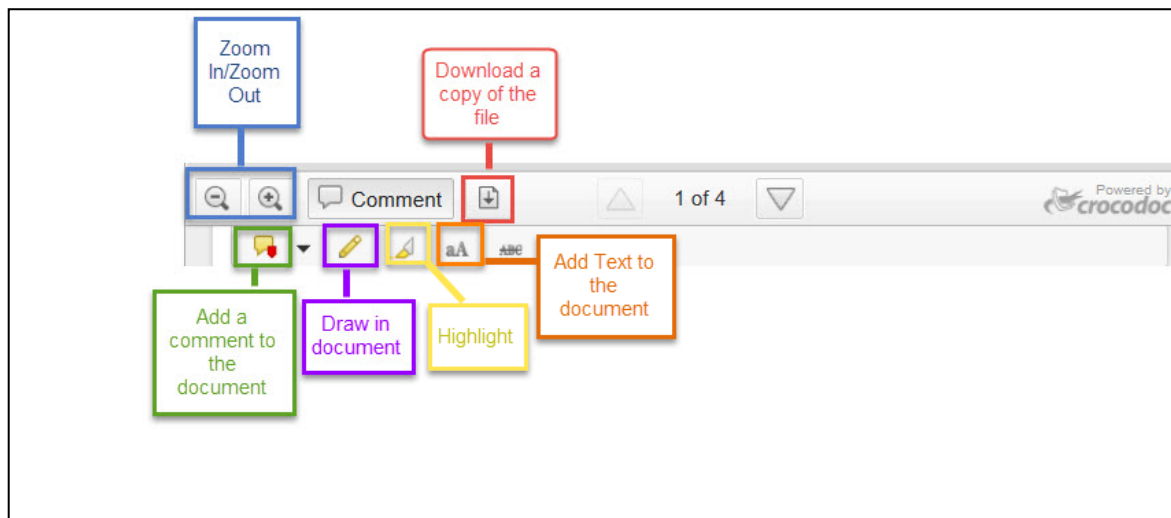 Zoom
In/Zoom
Out
Download a
copy of the
file
Comment
1 of 4
Powered by
crocodoc
aA
ABC
Add a
comment to
the
document
Draw in
document
Highlight
Add Text to
the
document